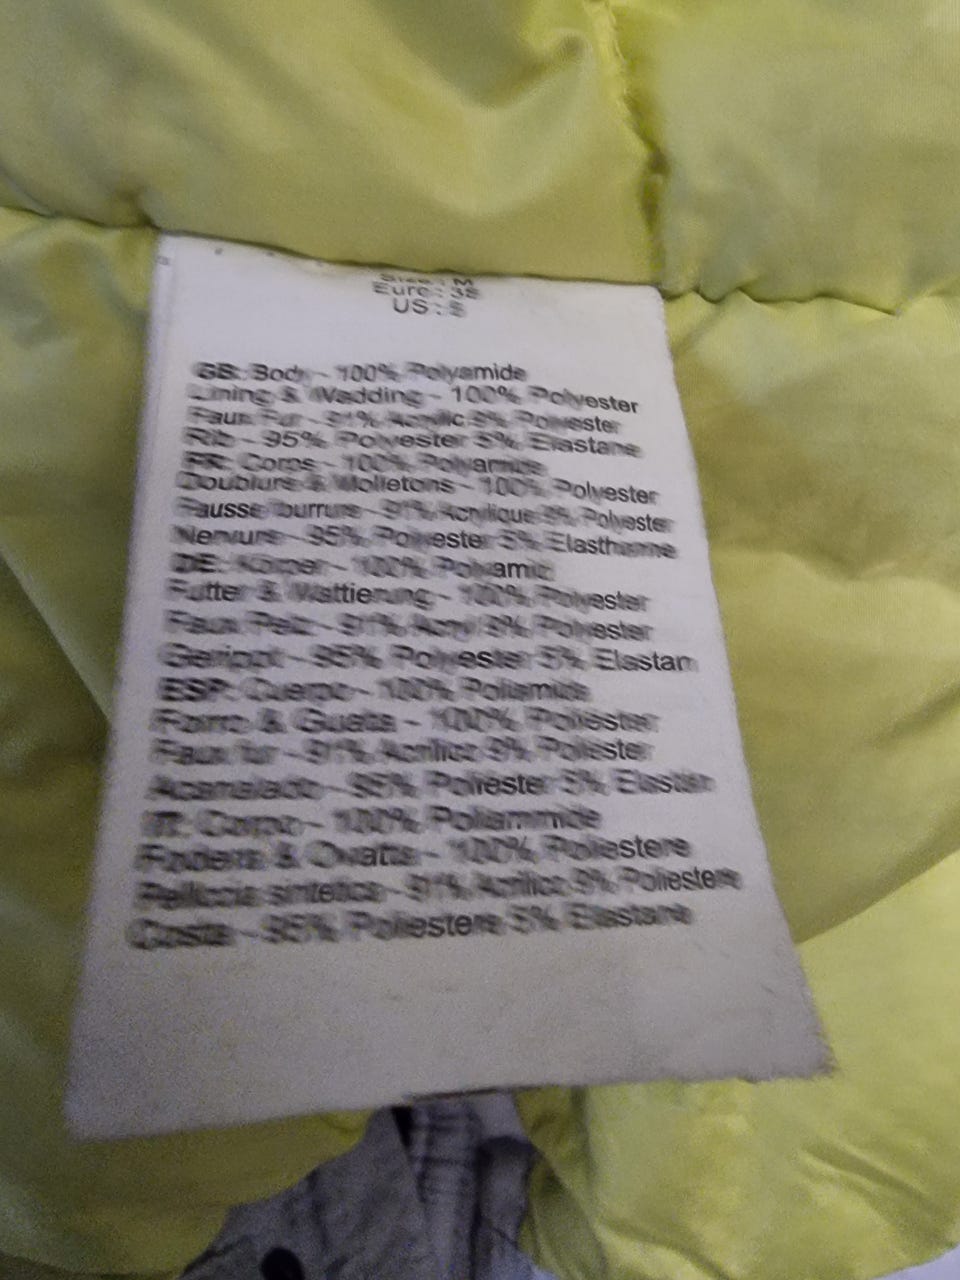 Size : M
Euro : 38
US : S
GB: Body - 100% Polyamide
Lining & Wadding - 100% Polyester
Faux Fur - 91% Acrylic 9% Polyester
Rib - 95% Polyester 5% Elastane
FR: Corps - 100% Polyamide
Doublure & Molletons - 100% Polyester
Fausse fourrure - 91% Acrylique 9% Polyester
Nervure - 95% Polyester 5% Elasthanne
DE: Körper - 100% Polyamid
Futter & Wattierung - 100% Polyester
Faux Pelz - 91% Acryl 9% Polyester
Gerippt - 95% Polyester 5% Elastan
ESP: Cuerpo - 100% Poliamida
Forro & Guata - 100% Poliester
Faux fur - 91% Acrilico 9% Poliester
Acanalado - 95% Poliester 5% Elastan
IT: Corpo - 100% Poliammide
Fodera & Ovatta - 100% Poliestere
Pelliccia sintetica - 91% Acrilico 9% Poliestere
Costa - 95% Poliestere 5% Elastane